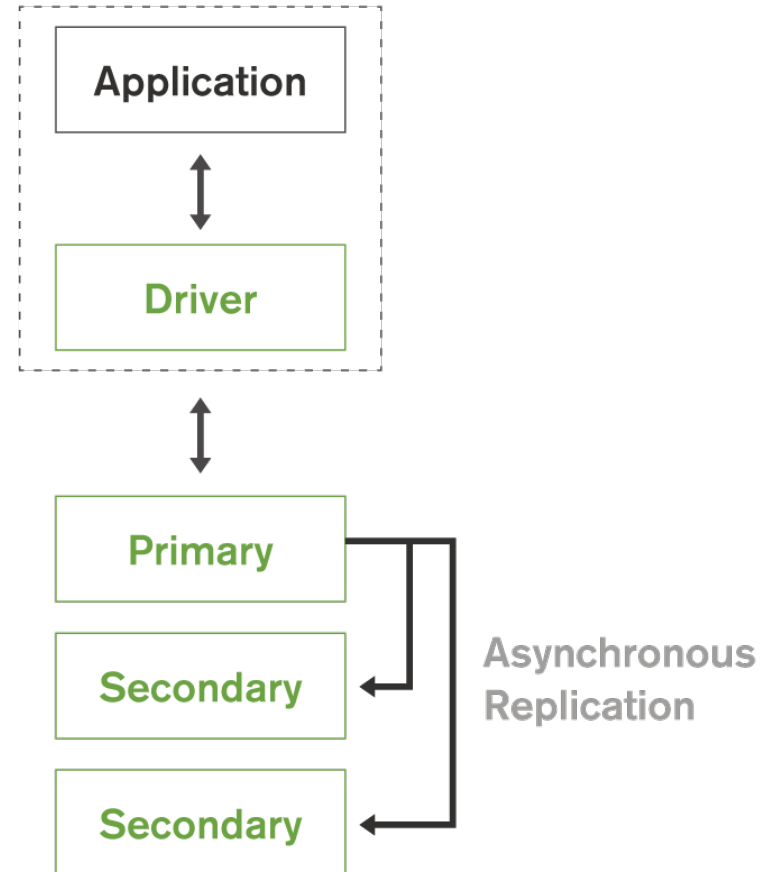 Application
Driver
Primary
Secondary
Asynchronous
Replication
Secondary